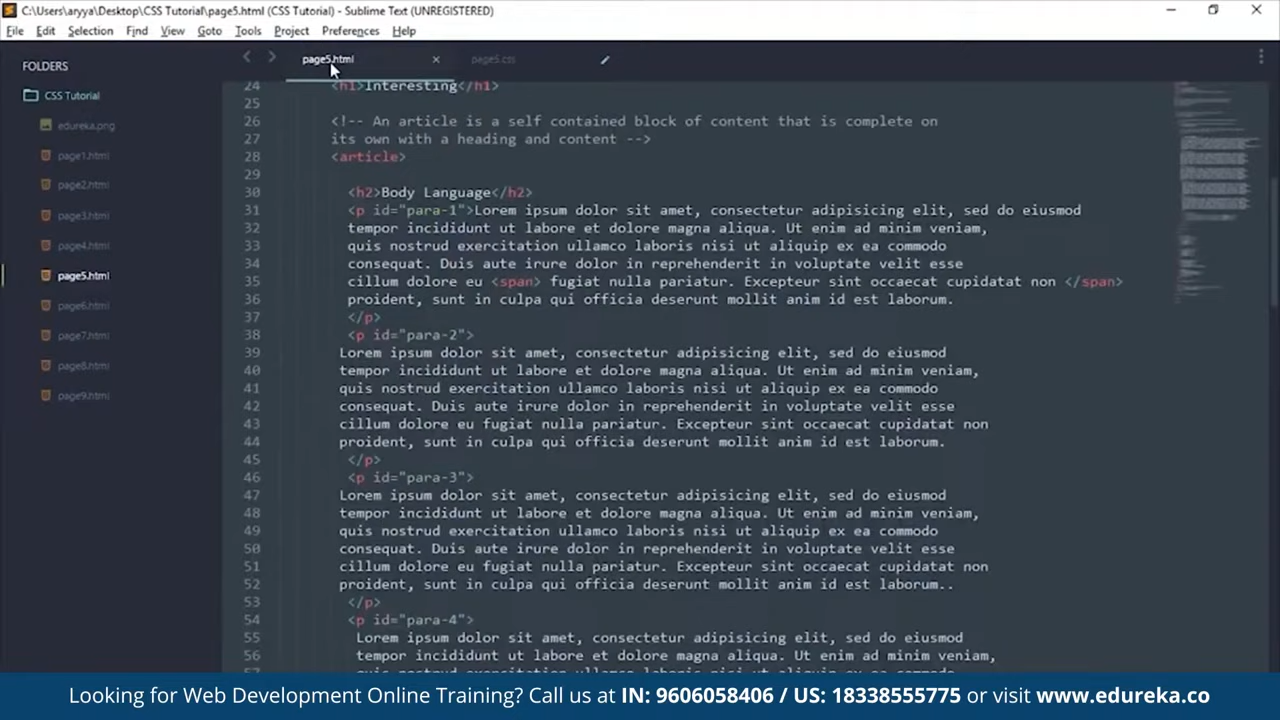 C:\Users\aryya\Desktop\CSS Tutorial\page5.html (CSS Tutorial) - Sublime Text (UNREGISTERED)
File Edit Selection Find View Goto Tools Project Preferences Help
FOLDERS
CSS Tutorial
edureka.png
page1.html
page2.html
page3.html
page4.html
page5.html
page6.html
page7.html
page8.html
page9.html
page5.html page5.css
24 <h1>Interesting</h1>
25
26 <!-- An article is a self contained block of content that is complete on
27 its own with a heading and content -->
28 <article>
29
30 <h2>Body Language</h2>
31 <p id="para-1">Lorem ipsum dolor sit amet, consectetur adipisicing elit, sed do eiusmod
32 tempor incididunt ut labore et dolore magna aliqua. Ut enim ad minim veniam,
33 quis nostrud exercitation ullamco laboris nisi ut aliquip ex ea commodo
34 consequat. Duis aute irure dolor in reprehenderit in voluptate velit esse
35 cillum dolore eu <span> fugiat nulla pariatur. Excepteur sint occaecat cupidatat non </span>
36 proident, sunt in culpa qui officia deserunt mollit anim id est laborum.
37 </p>
38 <p id="para-2">
39 Lorem ipsum dolor sit amet, consectetur adipisicing elit, sed do eiusmod
40 tempor incididunt ut labore et dolore magna aliqua. Ut enim ad minim veniam,
41 quis nostrud exercitation ullamco laboris nisi ut aliquip ex ea commodo
42 consequat. Duis aute irure dolor in reprehenderit in voluptate velit esse
43 cillum dolore eu fugiat nulla pariatur. Excepteur sint occaecat cupidatat non
44 proident, sunt in culpa qui officia deserunt mollit anim id est laborum.
45 </p>
46 <p id="para-3">
47 Lorem ipsum dolor sit amet, consectetur adipisicing elit, sed do eiusmod
48 tempor incididunt ut labore et dolore magna aliqua. Ut enim ad minim veniam,
49 quis nostrud exercitation ullamco laboris nisi ut aliquip ex ea commodo
50 consequat. Duis aute irure dolor in reprehenderit in voluptate velit esse
51 cillum dolore eu fugiat nulla pariatur. Excepteur sint occaecat cupidatat non
52 proident, sunt in culpa qui officia deserunt mollit anim id est laborum..
53 </p>
54 <p id="para-4">
55 Lorem ipsum dolor sit amet, consectetur adipisicing elit, sed do eiusmod
56 tempor incididunt ut labore et dolore magna aliqua. Ut enim ad minim veniam,
Looking for Web Development Online Training? Call us at IN: 9606058406 / US: 18338555775 or visit www.edureka.co